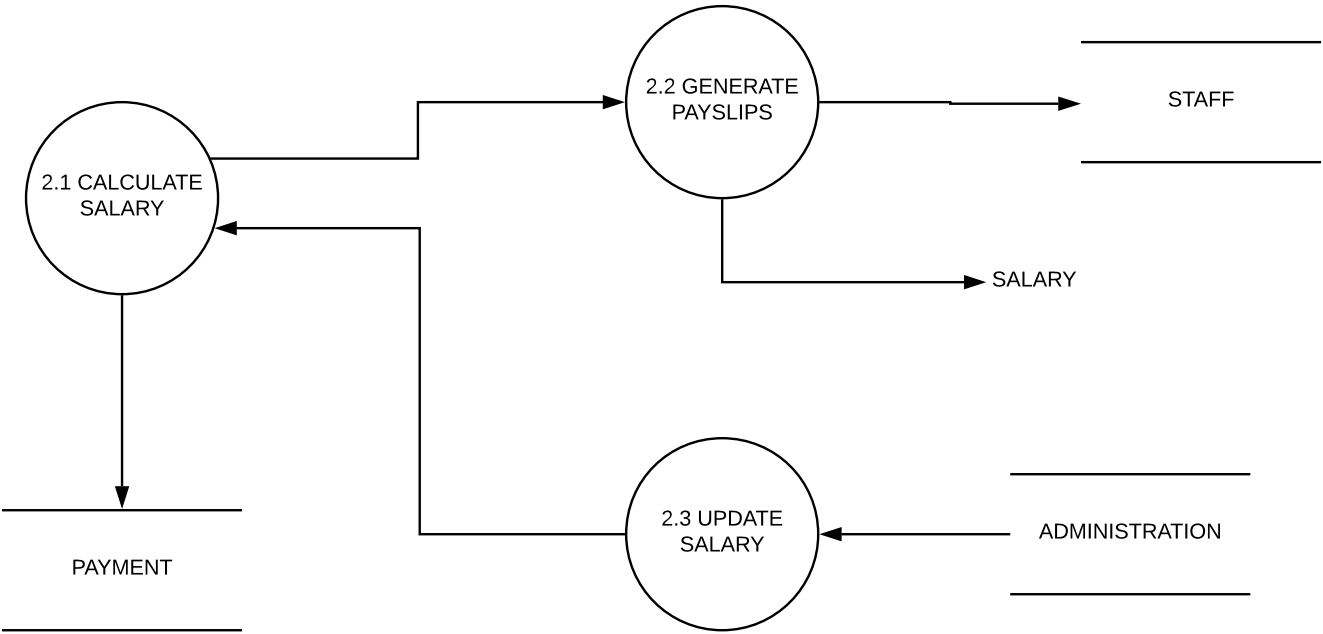 2.2 GENERATE
PAYSLIPS
STAFF
2.1 CALCULATE
SALARY
SALARY
2.3 UPDATE
SALARY
ADMINISTRATION
PAYMENT